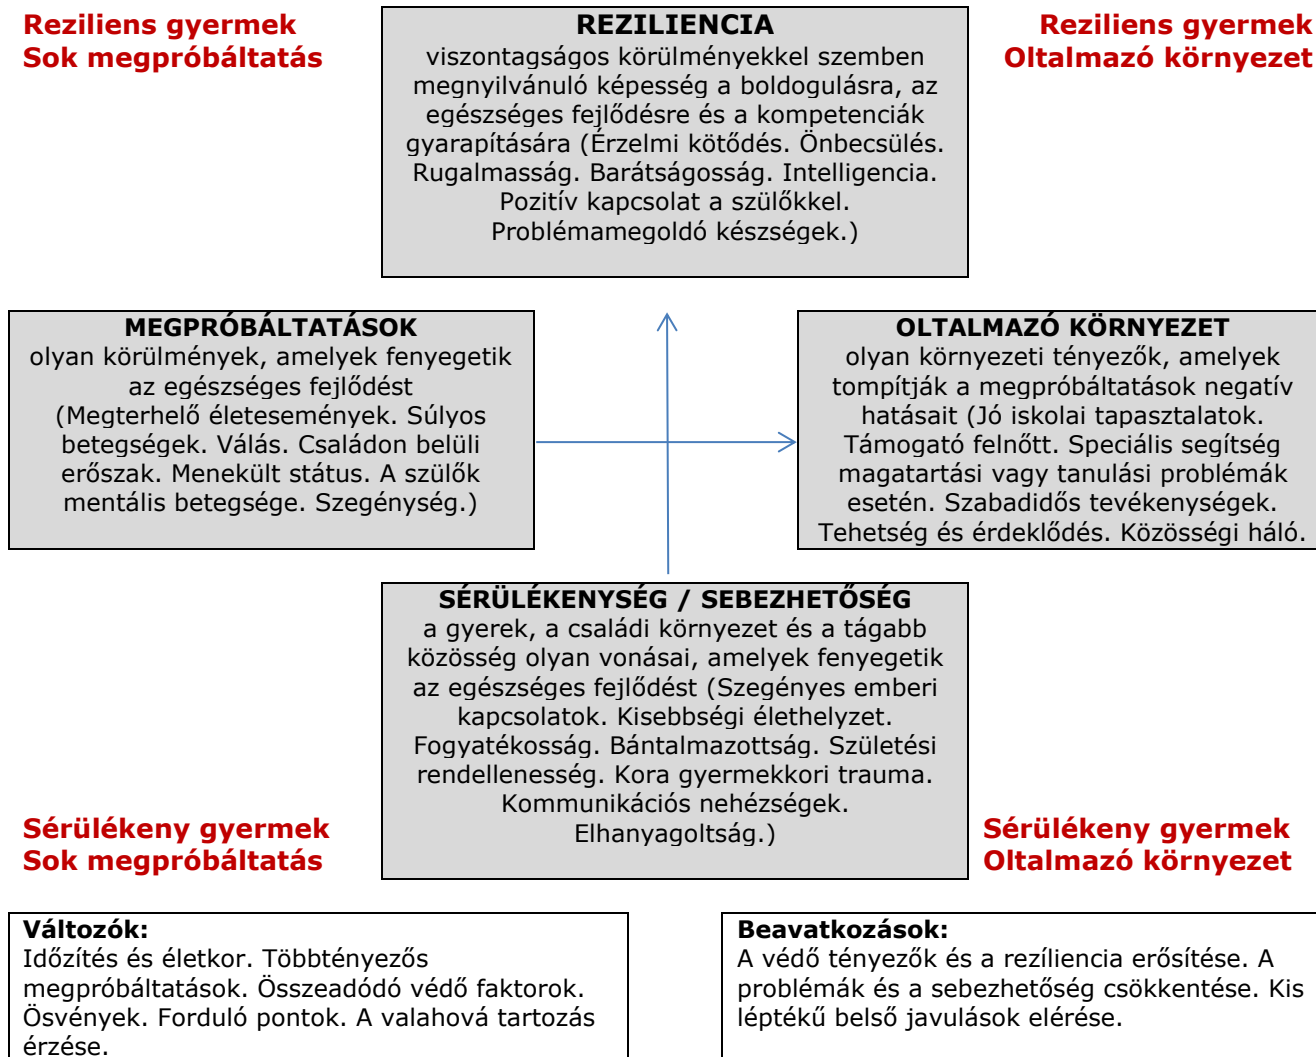 Reziliens gyermek
Sok megpróbáltatás
REZILIENCIA
viszontagságos körülményekkel szemben
megnyilvánuló képesség a boldogulásra, az
egészséges fejlődésre és a kompetenciák
gyarapítására (Érzelmi kötődés. Önbecsülés.
Rugalmasság. Barátságosság. Intelligencia.
Pozitív kapcsolat a szülőkkel.
Problémamegoldó készségek.)
Reziliens gyermek
Oltalmazó környezet
MEGPRÓBÁLTATÁSOK
olyan körülmények, amelyek fenyegetik
az egészséges fejlődést
(Megterhelő életesemények. Súlyos
betegségek. Válás. Családon belüli
erőszak. Menekült státus. A szülők
mentális betegsége. Szegénység.)
OLTALMAZÓ KÖRNYEZET
olyan környezeti tényezők, amelyek
tompítják a megpróbáltatások negatív
hatásait (Jó iskolai tapasztalatok.
Támogató felnőtt. Speciális segítség
magatartási vagy tanulási problémák
esetén. Szabadidős tevékenységek.
Tehetség és érdeklődés. Közösségi háló.
SÉRÜLÉKENYSÉG / SEBEZHETŐSÉG
a gyerek, a családi környezet és a tágabb
közösség olyan vonásai, amelyek fenyegetik
az egészséges fejlődést (Szegényes emberi
kapcsolatok. Kisebbségi élethelyzet.
Fogyatékosság. Bántalmazottság. Születési
rendellenesség. Kora gyermekkori trauma.
Kommunikációs nehézségek.
Elhanyagoltság.)
Sérülékeny gyermek
Sok megpróbáltatás
Sérülékeny gyermek
Oltalmazó környezet
Változók:
Időzítés és életkor. Többtényezős
megpróbáltatások. Összeadódó védő faktorok.
Ösvények. Forduló pontok. A valahová tartozás
érzése.
Beavatkozások:
A védő tényezők és a rezíliencia erősítése. A
problémák és a sebezhetőség csökkentése. Kis
léptékű belső javulások elérése.